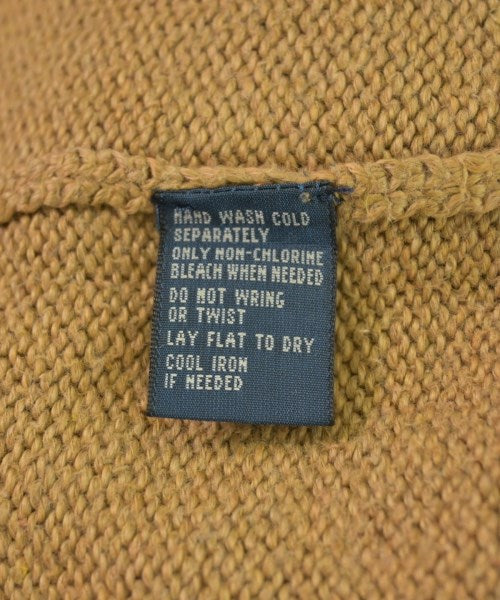 HAND WASH COLD
SEPARATELY
ONLY NON-CHLORINE
BLEACH WHEN NEEDED
DO NOT WRING
OR TWIST
LAY FLAT TO DRY
COOL IRON
IF NEEDED